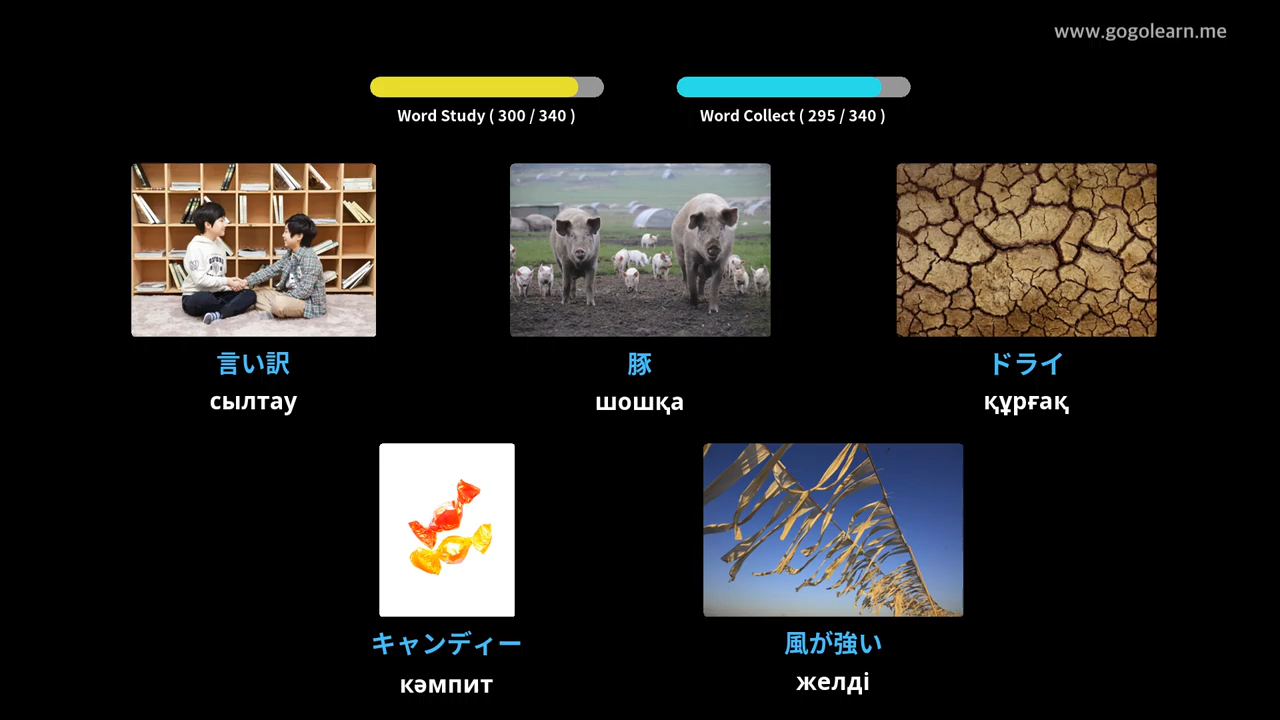 www.gogolearn.me
Word Study ( 300 / 340 )
Word Collect ( 295 / 340 )
言い訳
сылтау
豚
шошқа
ドライ
құрғақ
キャンディー
кәмпит
風が強い
желді